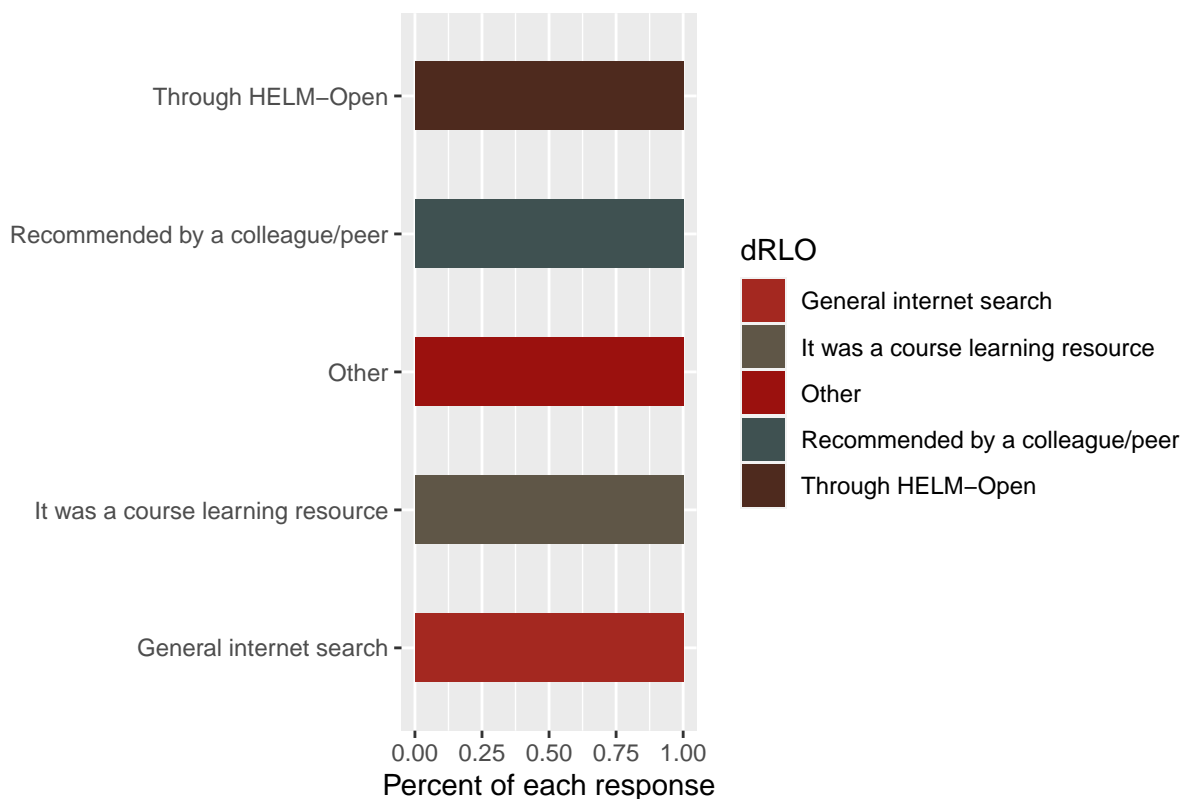 Through HELM−Open
Recommended by a colleague/peer
Other
It was a course learning resource
General internet search
0.00 0.25 0.50 0.75 1.00
Percent of each response
dRLO
General internet search
It was a course learning resource
Other
Recommended by a colleague/peer
Through HELM−Open